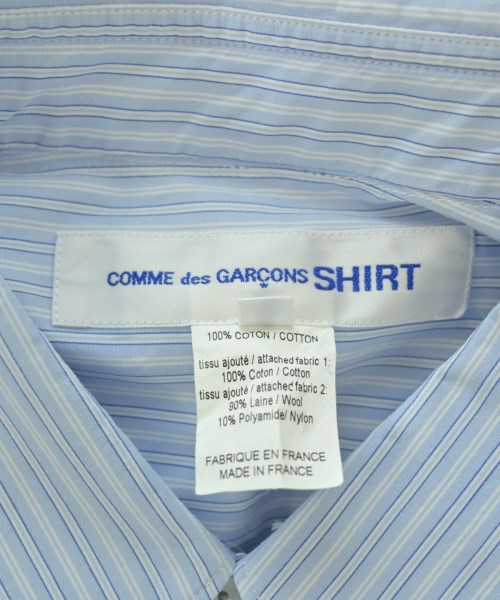 COMME des GARÇONS SHIRT
100% COTON / COTTON
tissu ajouté / attached fabric 1:
100% Coton / Cotton
tissu ajouté / attached fabric 2:
90% Laine / Wool
10% Polyamide/ Nylon
FABRIQUE EN FRANCE
MADE IN FRANCE